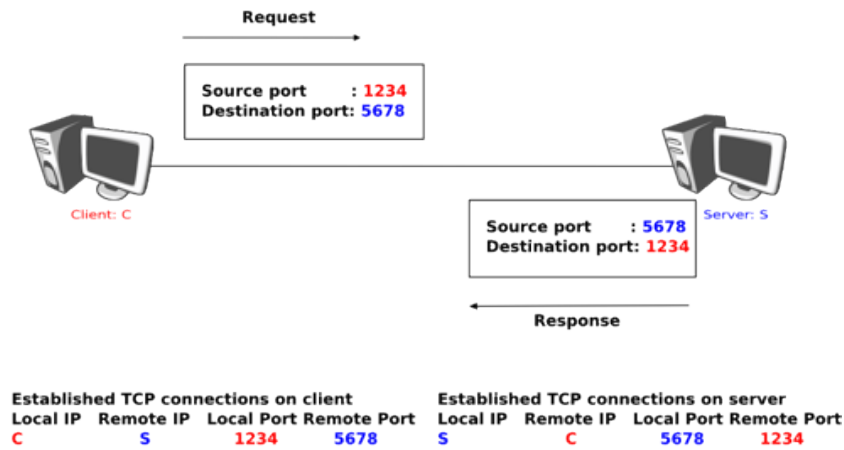 Request
Source port : 1234
Destination port: 5678
Client: C
Server: S
Source port : 5678
Destination port: 1234
Response
Established TCP connections on client
Local IP Remote IP Local Port Remote Port
C S 1234 5678
Established TCP connections on server
Local IP Remote IP Local Port Remote Port
S C 5678 1234